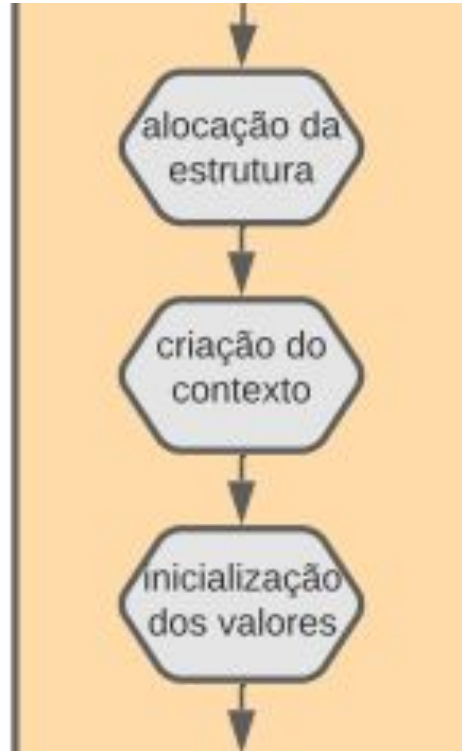 alocação da
estrutura
criação do
contexto
inicialização
dos valores